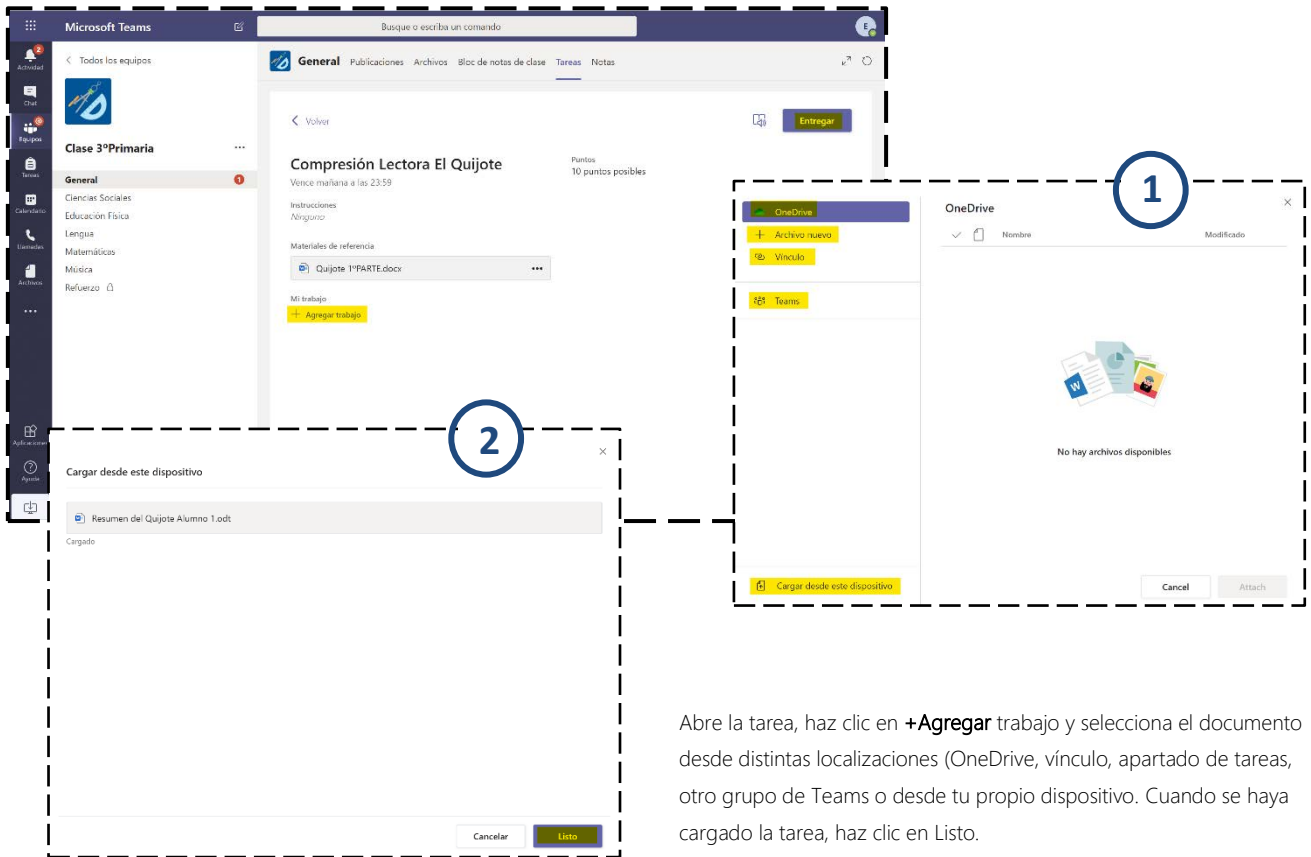 Microsoft Teams
Busque o escriba un comando
E
2
Actividad
Chat
Equipos
Tareas
Calendario
Llamadas
Archivos
Aplicaciones
Ayuda
Todos los equipos
Clase 3ºPrimaria
General
1
Ciencias Sociales
Educación Física
Lengua
Matemáticas
Música
Refuerzo
General Publicaciones Archivos Bloc de notas de clase Tareas Notas
Volver
Entregar
Compresión Lectora El Quijote
Vence mañana a las 23:59
Puntos
10 puntos posibles
Instrucciones
Ninguno
Materiales de referencia
Quijote 1ºPARTE.docx
Mi trabajo
+ Agregar trabajo
1
OneDrive
+ Archivo nuevo
Vínculo
Teams
Cargar desde este dispositivo
OneDrive
Nombre Modificado
W
No hay archivos disponibles
Cancel Attach
2
Cargar desde este dispositivo
Resumen del Quijote Alumno 1.odt
Cargado
Cancelar Listo
Abre la tarea, haz clic en +Agregar trabajo y selecciona el documento
desde distintas localizaciones (OneDrive, vínculo, apartado de tareas,
otro grupo de Teams o desde tu propio dispositivo. Cuando se haya
cargado la tarea, haz clic en Listo.